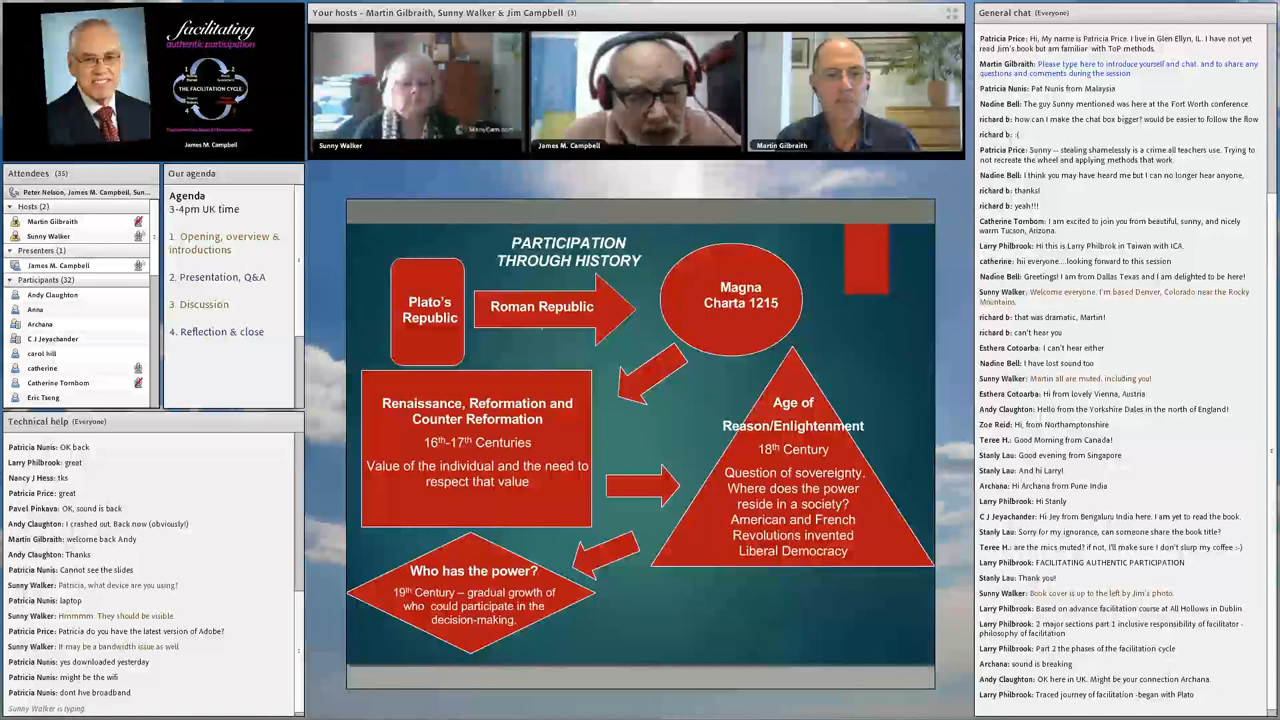 facilitating
authentic participation
THE FACILITATION CYCLE
James M. Campbell
Your hosts - Martin Gilbraith, Sunny Walker & Jim Campbell (3)
ManyCam.com
Sunny Walker
James M. Campbell
Martin Gilbraith
Attendees (35)
Peter Nelson, James M. Campbell, Sun...
Hosts (2)
Martin Gilbraith
Sunny Walker
Presenters (1)
James M. Campbell
Participants (32)
Andy Claughton
Anna
Archana
C J Jeyachander
carol hill
catherine
Catherine Tornbom
Eric Tseng
Our agenda
Agenda
3-4pm UK time
1. Opening, overview &
introductions
2. Presentation, Q&A
3. Discussion
4. Reflection & close
Technical help (Everyone)
Patricia Nunis: OK back
Larry Philbrook: great
Nancy J Hess: tks
Patricia Price: great
Pavel Pinkava: OK, sound is back
Andy Claughton: I crashed out. Back now (obviously!)
Martin Gilbraith: welcome back Andy
Andy Claughton: Thanks
Patricia Nunis: Cannot see the slides
Sunny Walker: Patricia, what device are you using?
Patricia Nunis: laptop
Sunny Walker: Hmmmm. They should be visible.
Patricia Price: Patricia do you have the latest version of Adobe?
Sunny Walker: It may be a bandwidth issue as well
Patricia Nunis: yes downloaded yesterday
Patricia Nunis: might be the wifi
Patricia Nunis: dont hve broadband
Sunny Walker is typing.
PARTICIPATION
THROUGH HISTORY
Plato's
Republic
Roman Republic
Magna
Charta 1215
Renaissance, Reformation and
Counter Reformation
16th-17th Centuries
Value of the individual and the need to
respect that value
Age of
Reason/Enlightenment
18th Century
Question of sovereignty.
Where does the power
reside in a society?
American and French
Revolutions invented
Liberal Democracy
Who has the power?
19th Century – gradual growth of
who could participate in the
decision-making.
General chat (Everyone)
Patricia Price: Hi, My name is Patricia Price. I live in Glen Ellyn, IL. I have not yet
read Jim's book but am familiar with ToP methods.
Martin Gilbraith: Please type here to introduce yourself and chat. and to share any
questions and comments during the session
Patricia Nunis: Pat Nunis from Malaysia
Nadine Bell: The guy Sunny mentioned was here at the Fort Worth conference.
richard b: how can I make the chat box bigger? would be easier to follow the flow
richard b: :(
Patricia Price: Sunny -- stealing shamelessly is a crime all teachers use. Trying to
not recreate the wheel and applying methods that work.
Nadine Bell: I think you may have heard me but I can no longer hear anyone,
richard b: thanks!
richard b: yeah!!!
Catherine Tornbom: I am excited to join you from beautiful, sunny, and nicely
warm Tucson, Arizona.
Larry Philbrook: Hi this is Larry Philbrok in Taiwan with ICA.
catherine: hii everyone....looking forward to this session
Nadine Bell: Greetings! I am from Dallas Texas and I am delighted to be here!
Sunny Walker: Welcome everyone. I'm based Denver, Colorado near the Rocky
Mountains.
richard b: that was dramatic, Martin!
richard b: can't hear you
Esthera Cotoarba: I can't hear either
Nadine Bell: I have lost sound too
Sunny Walker: Martin all are muted. including you!
Esthera Cotoarba: Hi from lovely Vienna, Austria
Andy Claughton: Hello from the Yorkshire Dales in the north of England!
Zoe Reid: Hi, from Northamptonshire
Teree H.: Good Morning from Canada!
Stanly Lau: Good evening from Singapore
Stanly Lau: And hi Larry!
Archana: Hi Archana from Pune India
Larry Philbrook: Hi Stanly
C J Jeyachander: Hi Jey from Bengaluru India here. I am yet to read the book.
Stanly Lau: Sorry for my ignorance, can someone share the book title?
Teree H.: are the mics muted? if not, I'll make sure I don't slurp my coffee :-)
Larry Philbrook: FACILITATING AUTHENTIC PARTICIPATION
Stanly Lau: Thank you!
Sunny Walker: Book cover is up to the left by Jim's photo.
Larry Philbrook: Based on advance facilitation course at All Hollows in Dublin
Larry Philbrook: 2 major sections part 1 inclusive responsibility of facilitator -
philosophy of facilitation
Larry Philbrook: Part 2 the phases of the facilitation cycle
Archana: sound is breaking
Andy Claughton: OK here in UK. Might be your connection Archana.
Larry Philbrook: Traced journey of facilitation -began with Plato